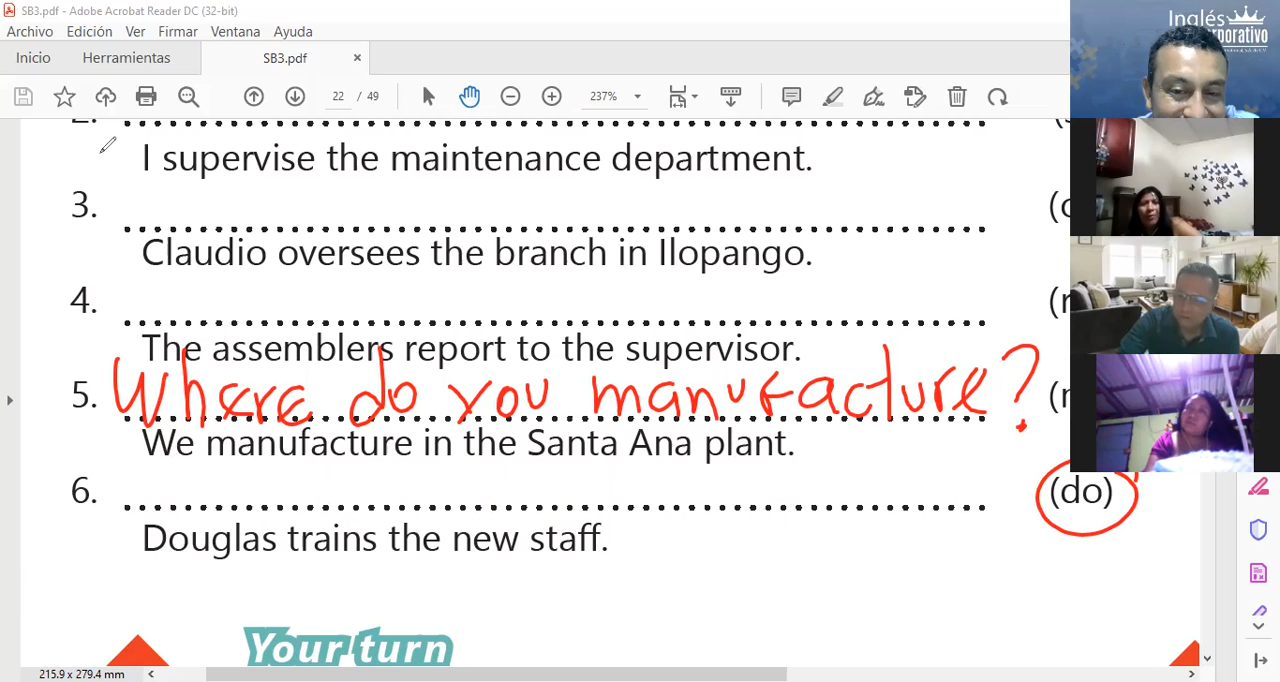 SB3.pdf - Adobe Acrobat Reader DC (32-bit)
Archivo Edición Ver Firmar Ventana Ayuda
Inicio Herramientas SB3.pdf ×
22 / 49 237%
Inglés
2.
I supervise the maintenance department.
3.
Claudio oversees the branch in Ilopango.
4.
The assemblers report to the supervisor.
5. Where do you manufacture?
We manufacture in the Santa Ana plant.
6. (do)
Douglas trains the new staff.
Your turn
215.9 x 279.4 mm